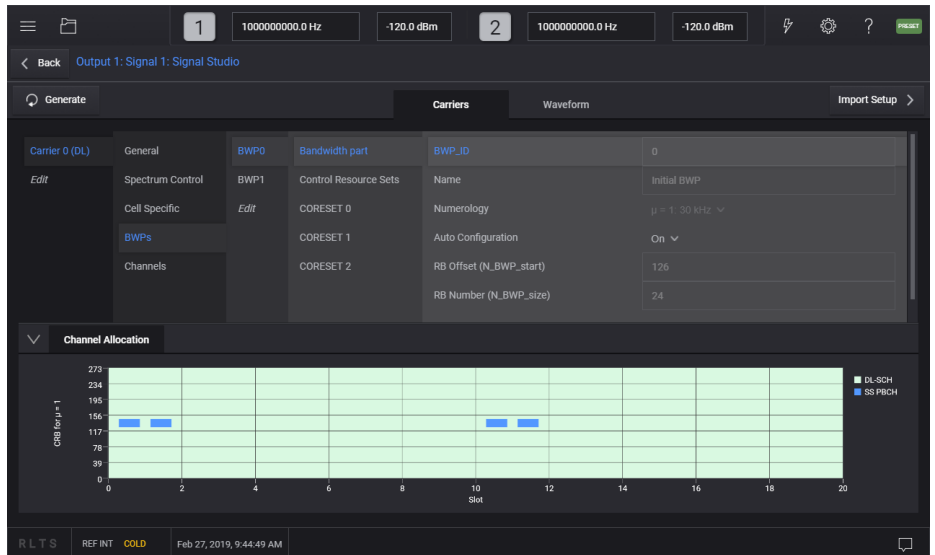 1 1000000000.0 Hz -120.0 dBm 2 1000000000.0 Hz -120.0 dBm ? PRESET
Back Output 1: Signal 1: Signal Studio
Generate Carriers Waveform Import Setup
Carrier 0 (DL) General BWP0 Bandwidth part BWP_ID 0
Edit Spectrum Control BWP1 Control Resource Sets Name Initial BWP
Cell Specific Edit CORESET 0 Numerology μ = 1: 30 kHz
BWPs CORESET 1 Auto Configuration On
Channels CORESET 2 RB Offset (N_BWP_start) 126
RB Number (N_BWP_size) 24
Channel Allocation
CRB for μ = 1
273
234
195
156
117
78
39
0
0 2 4 6 8 10 12 14 16 18 20
Slot
DL-SCH
SS PBCH
RLTS REF INT COLD Feb 27, 2019, 9:44:49 AM